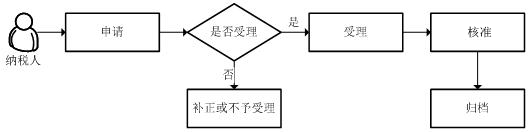 纳税人
申请
是否受理
是
受理
核准
否
补正或不予受理
归档